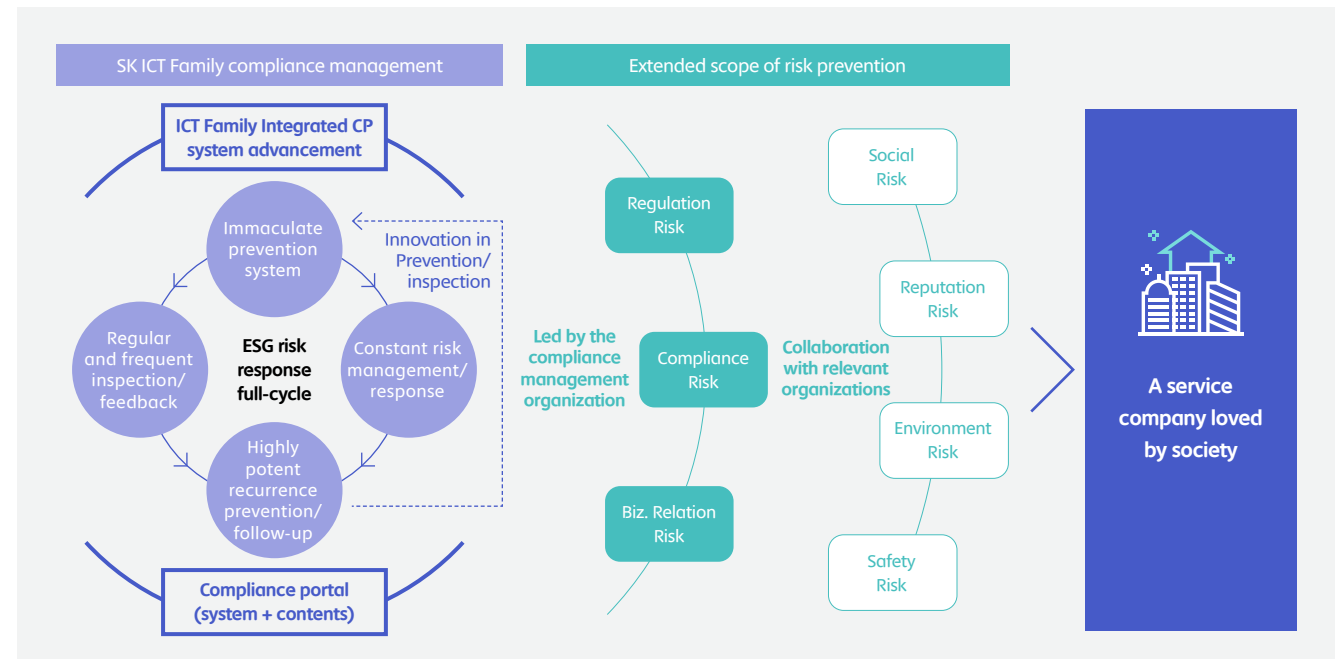 SK ICT Family compliance management
ICT Family Integrated CP
system advancement
Immaculate
prevention
system
Innovation in
Prevention/
inspection
Regular
and frequent
inspection/
feedback
ESG risk
response
full-cycle
Constant risk
management/
response
Highly
potent
recurrence
prevention/
follow-up
Compliance portal
(system + contents)
Extended scope of risk prevention
Led by the
compliance
management
organization
Regulation
Risk
Compliance
Risk
Biz. Relation
Risk
Collaboration
with relevant
organizations
Social
Risk
Reputation
Risk
Environment
Risk
Safety
Risk
A service
company loved
by society